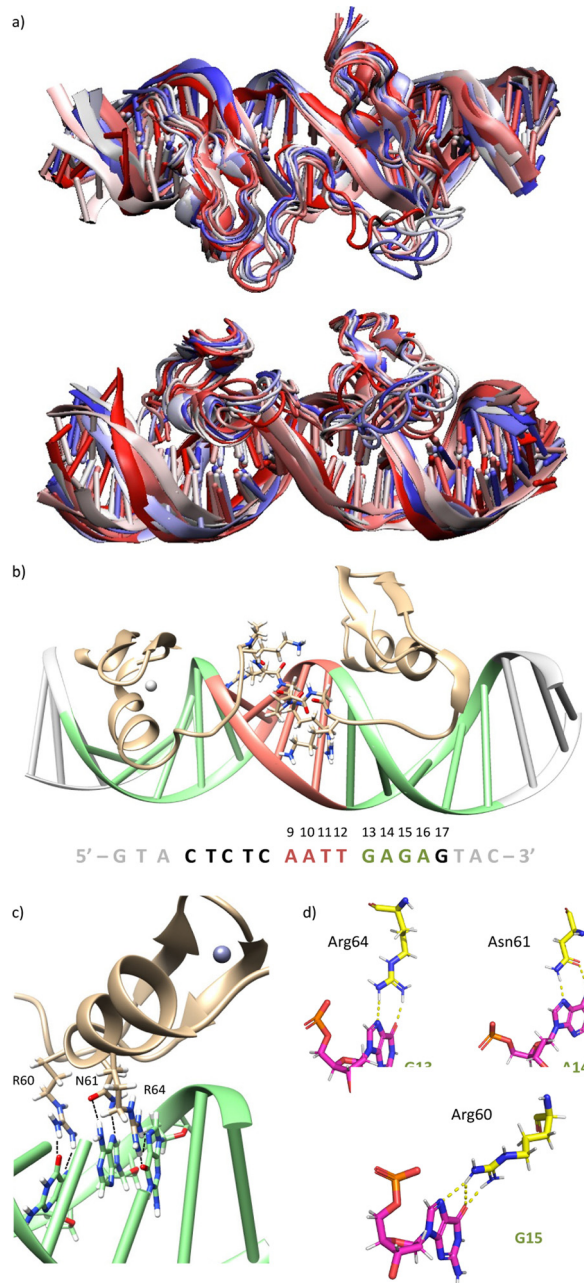 a)
b)
9 10 11 12 13 14 15 16 17
5’ – G T A C T C T C A A T T G A G A G T A C – 3’
c)
R60
N61
R64
d)
Arg64
Asn61
G13
A14
Arg60
G15